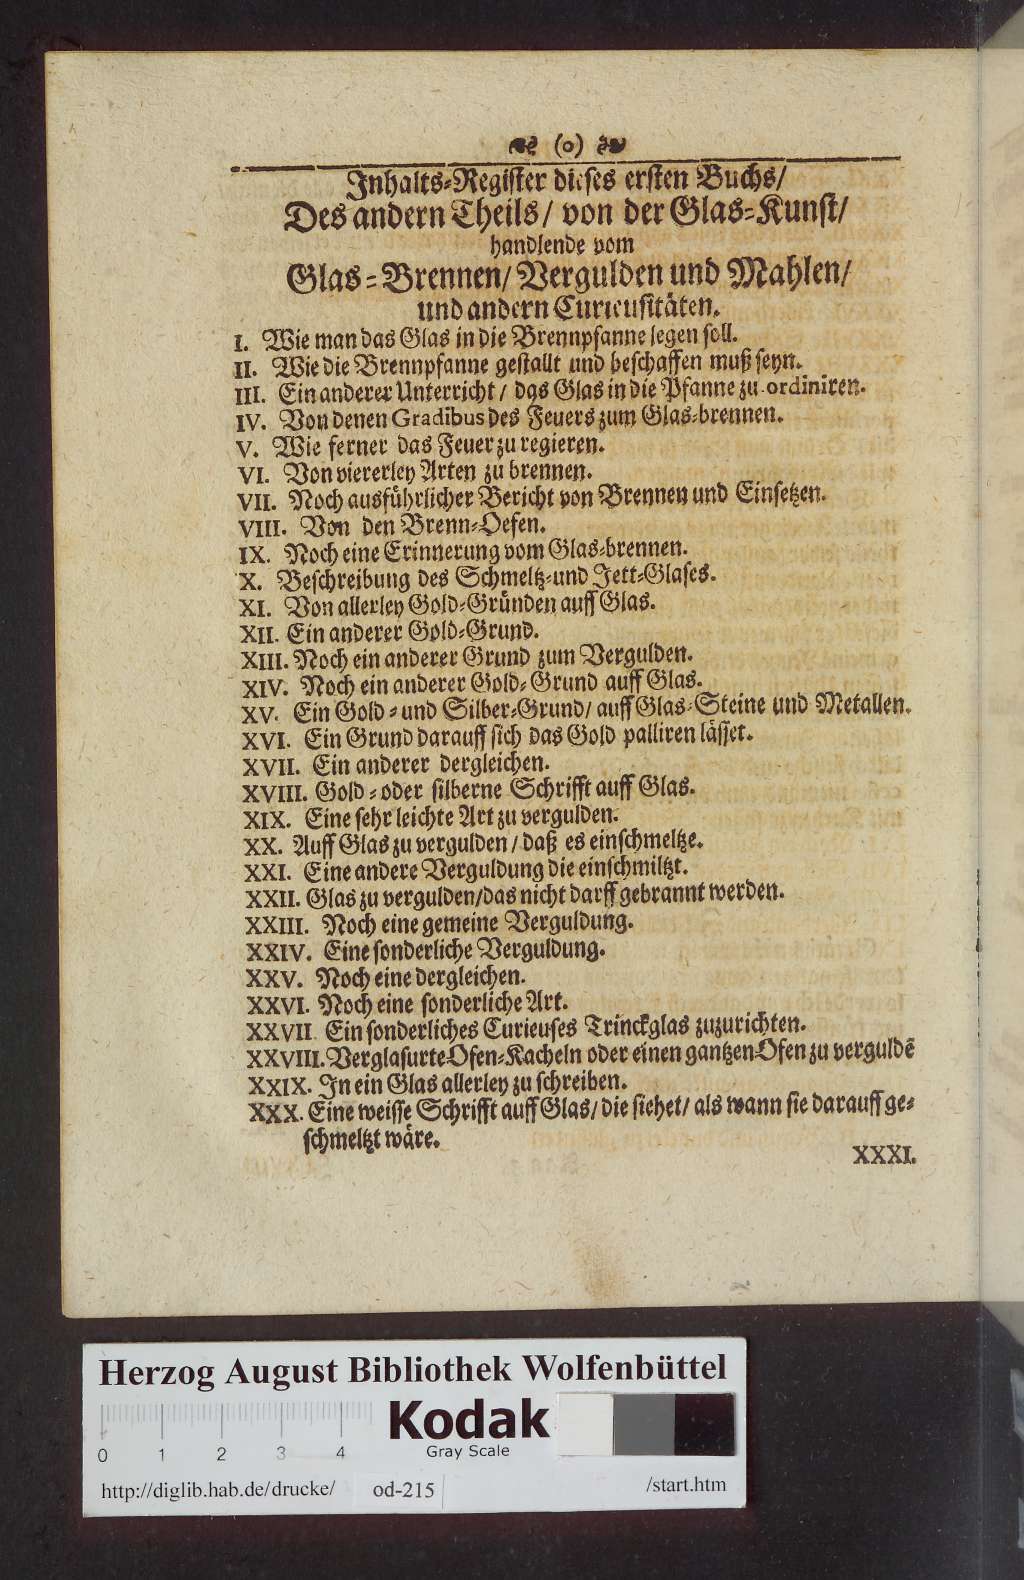 (o)
Inhalts-Register dieses ersten Buchs/
Des andern Theils/ von der Glas-Kunst/
handlende vom
Glas-Brennen/ Vergulden und Mahlen/
und andern Curieusitäten.
I. Wie man das Glas in die Brennpfanne legen soll.
II. Wie die Brennpfanne gestallt und beschaffen muß seyn.
III. Ein anderer Unterricht/ das Glas in die Pfanne zu ordiniren.
IV. Von denen Gradibus des Feuers zum Glas-brennen.
V. Wie ferner das Feuer zu regieren.
VI. Von viererley Arten zu brennen.
VII. Noch ausführlicher Bericht von Brennen und Einsetzen.
VIII. Von den Brenn-Oefen.
IX. Noch eine Erinnerung vom Glas-brennen.
X. Beschreibung des Schmeltz-und Jett-Glases.
XI. Von allerley Gold-Gründen auff Glas.
XII. Ein anderer Gold-Grund.
XIII. Noch ein anderer Grund zum Vergulden.
XIV. Noch ein anderer Gold-Grund auff Glas.
XV. Ein Gold-und Silber-Grund/ auff Glas-Steine und Metallen.
XVI. Ein Grund darauff sich das Gold palliren lässet.
XVII. Ein anderer dergleichen.
XVIII. Gold-oder silberne Schrifft auff Glas.
XIX. Eine sehr leichte Art zu vergulden.
XX. Auff Glas zu vergulden/ daß es einschmeltze.
XXI. Eine andere Verguldung die einschmiltzt.
XXII. Glas zu vergulden/das nicht darff gebrannt werden.
XXIII. Noch eine gemeine Verguldung.
XXIV. Eine sonderliche Verguldung.
XXV. Noch eine dergleichen.
XXVI. Noch eine sonderliche Art.
XXVII Ein sonderliches Curieuses Trinckglas zuzurichten.
XXVIII. Verglasurte Ofen-Kacheln oder einen gantzen Ofen zu verguldē
XXIX. In ein Glas allerley zu schreiben.
XXX. Eine weisse Schrifft auff Glas/ die siehet/ als wann sie darauff ge-
schmeltzt wäre.
XXXI.
Herzog August Bibliothek Wolfenbüttel
Kodak
Gray Scale
0 1 2 3 4
http://diglib.hab.de/drucke/ od-215 /start.htm